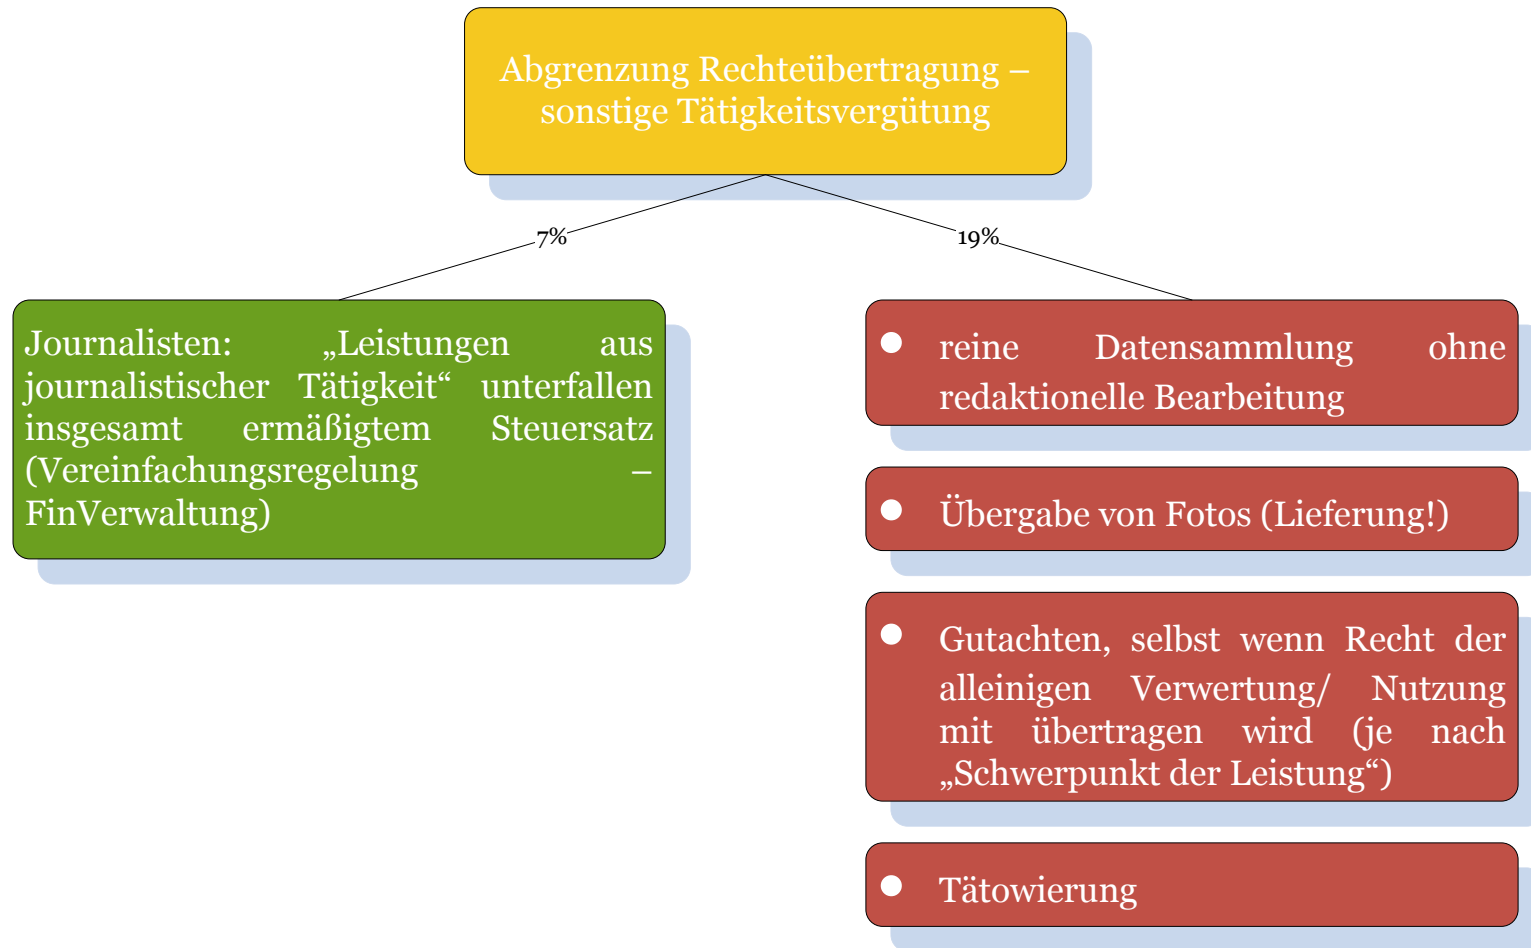 Abgrenzung Rechteübertragung –
sonstige Tätigkeitsvergütung
7%
19%
Journalisten: „Leistungen aus
journalistischer Tätigkeit“ unterfallen
insgesamt ermäßigtem Steuersatz
(Vereinfachungsregelung –
FinVerwaltung)
● reine Datensammlung ohne
redaktionelle Bearbeitung
● Übergabe von Fotos (Lieferung!)
● Gutachten, selbst wenn Recht der
alleinigen Verwertung/ Nutzung
mit übertragen wird (je nach
„Schwerpunkt der Leistung“)
● Tätowierung